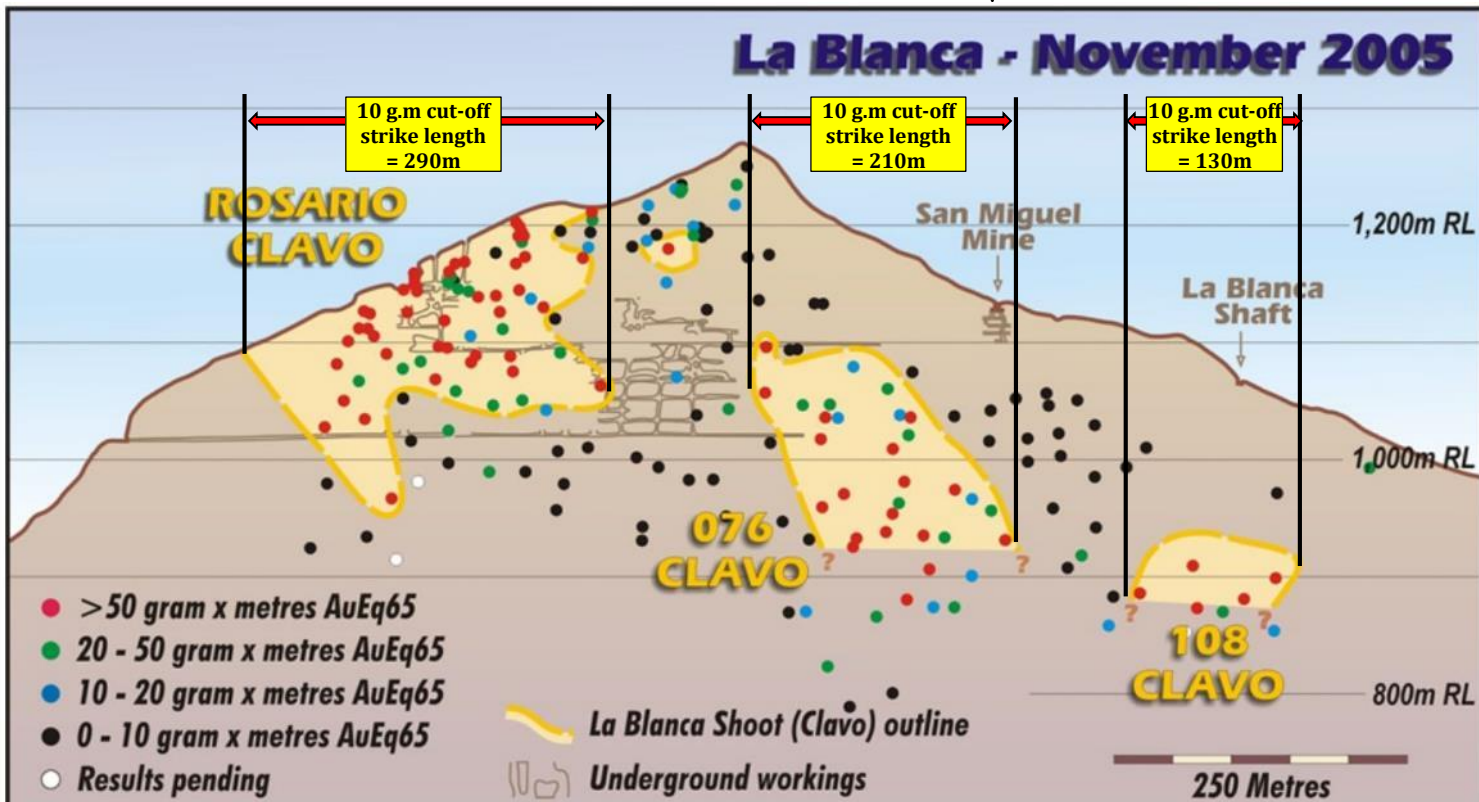 La Blanca - November 2005
10 g.m cut-off
strike length
= 290m
10 g.m cut-off
strike length
= 210m
10 g.m cut-off
strike length
= 130m
ROSARIO
CLAVO
San Miguel
Mine
1,200m RL
La Blanca
Shaft
1,000m RL
076
CLAVO
?
?
?
?
108
CLAVO
800m RL
>50 gram x metres AuEq65
20 - 50 gram x metres AuEq65
10 - 20 gram x metres AuEq65
0 - 10 gram x metres AuEq65
Results pending
La Blanca Shoot (Clavo) outline
Underground workings
250 Metres